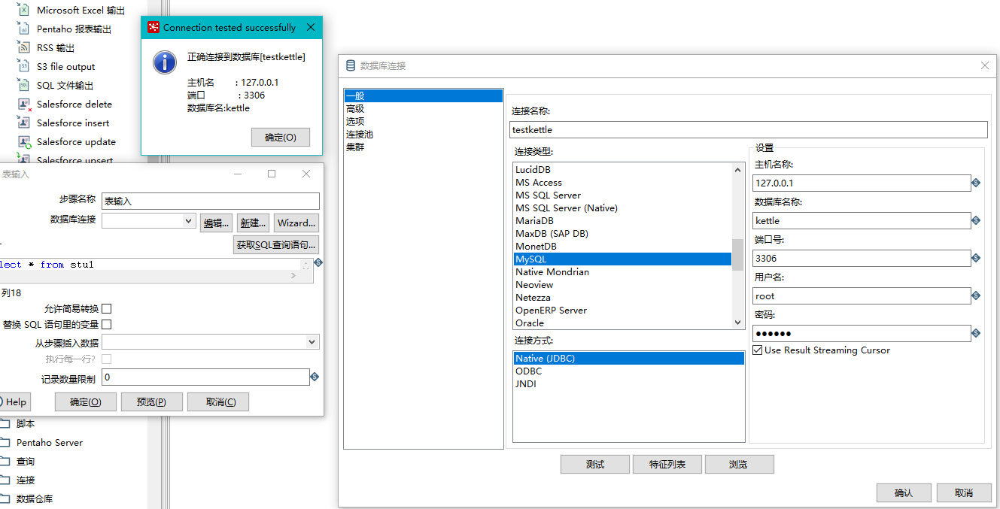 Microsoft Excel 输出
Pentaho 报表输出
RSS 输出
S3 file output
SQL 文件输出
Salesforce delete
Salesforce insert
Salesforce update
Salesforce upsert
Connection tested successfully
正确连接到数据库[testkettle]
主机名 : 127.0.0.1
端口 : 3306
数据库名:kettle
确定(O)
表输入
步骤名称 表输入
数据库连接 编辑... 新建... Wizard...
获取SQL查询语句...
lect * from stu1
列18
允许简易转换
替换 SQL 语句里的变量
从步骤插入数据
执行每一行?
记录数量限制 0
Help 确定(O) 预览(P) 取消(C)
脚本
Pentaho Server
查询
连接
数据仓库
数据库连接
一般
高级
选项
连接池
集群
连接名称:
testkettle
连接类型:
LucidDB
MS Access
MS SQL Server
MS SQL Server (Native)
MariaDB
MaxDB (SAP DB)
MonetDB
MySQL
Native Mondrian
Neoview
Netezza
OpenERP Server
Oracle
连接方式:
Native (JDBC)
ODBC
JNDI
设置
主机名称:
127.0.0.1
数据库名称:
kettle
端口号:
3306
用户名:
root
密码:
●●●●●●
Use Result Streaming Cursor
测试 特征列表 浏览
确认 取消